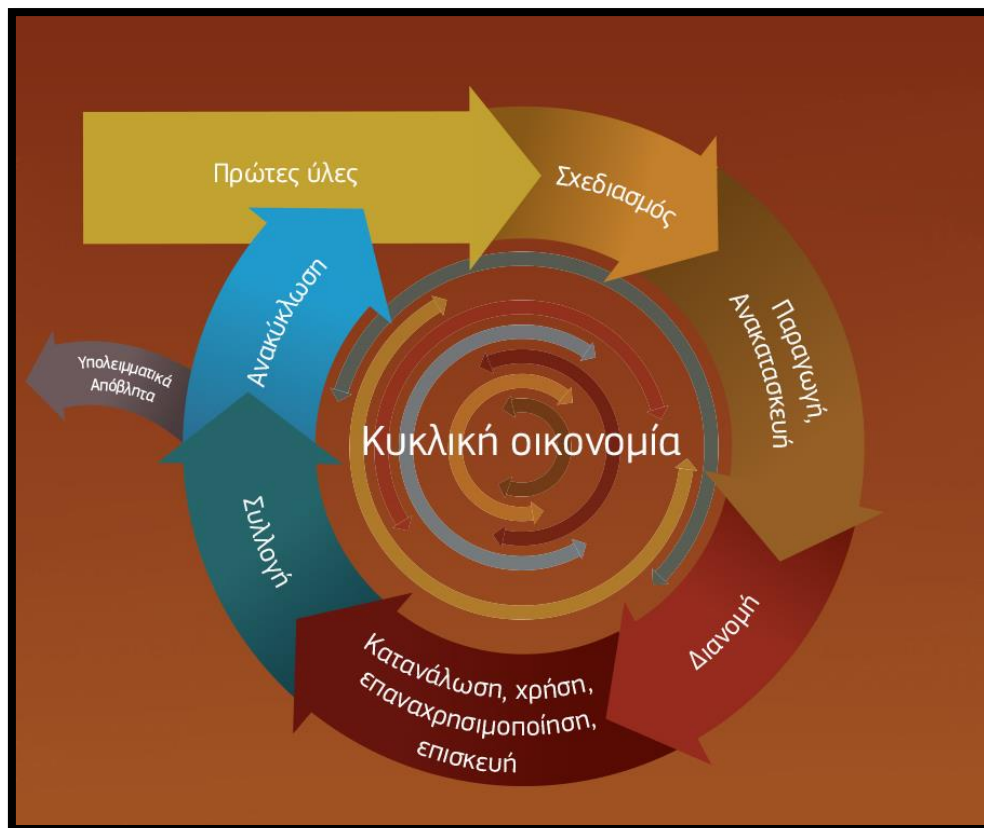 Πρώτες ύλες
Σχεδιασμός
Παραγωγή,
Ανακατασκευή
Διανομή
Κατανάλωση, χρήση,
επαναχρησιμοποίηση,
επισκευή
Συλλογή
Ανακύκλωση
Υπολειμματικά
Απόβλητα
Κυκλική οικονομία